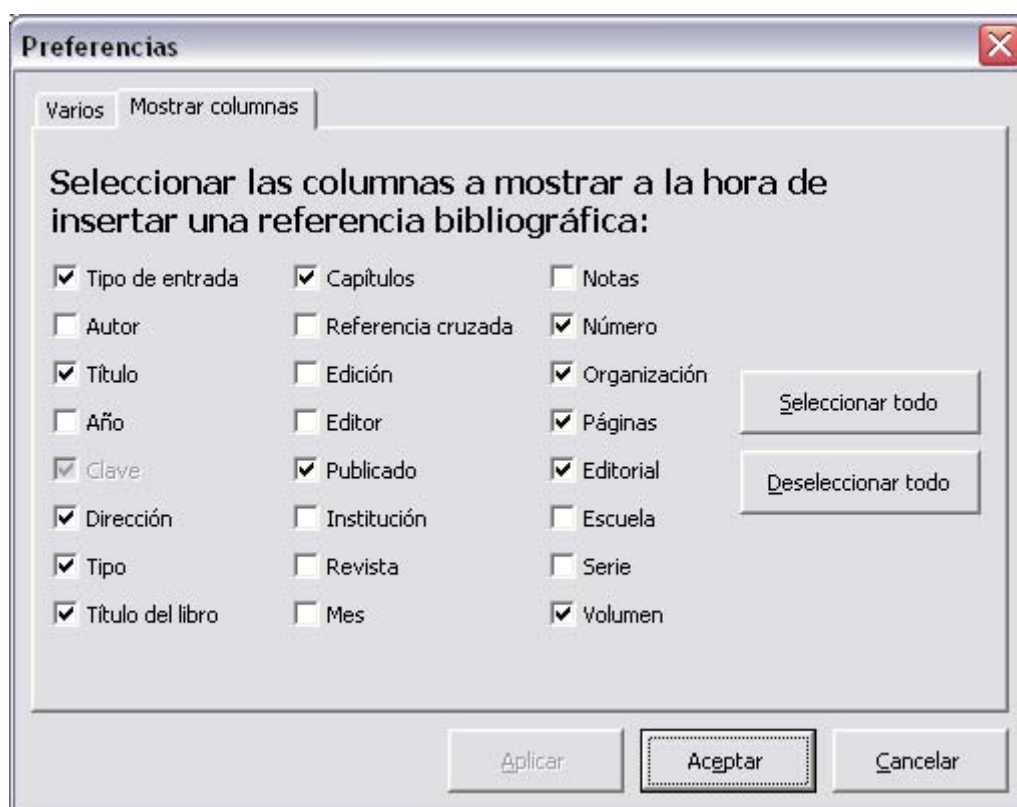 Preferencias
Varios
Mostrar columnas
Seleccionar las columnas a mostrar a la hora de
insertar una referencia bibliográfica:
Tipo de entrada
Autor
Título
Año
Clave
Dirección
Tipo
Título del libro
Capítulos
Referencia cruzada
Edición
Editor
Publicado
Institución
Revista
Mes
Notas
Número
Organización
Páginas
Editorial
Escuela
Serie
Volumen
Seleccionar todo
Deseleccionar todo
Aplicar
Aceptar
Cancelar